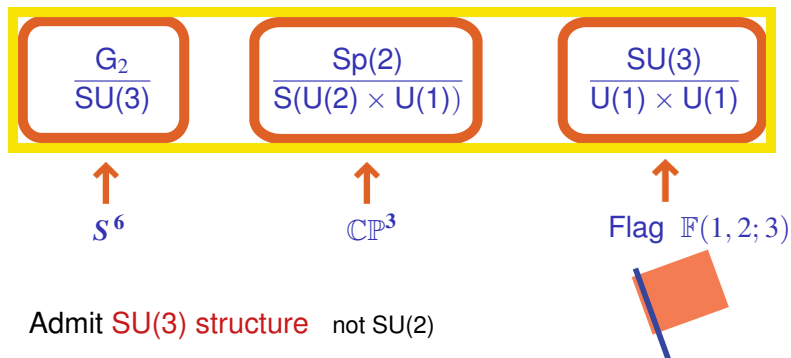 G₂ / SU(3)
Sp(2) / S(U(2) × U(1))
SU(3) / U(1) × U(1)
S⁶
ℂℙ³
Flag 𝔽(1, 2; 3)
Admit SU(3) structure not SU(2)